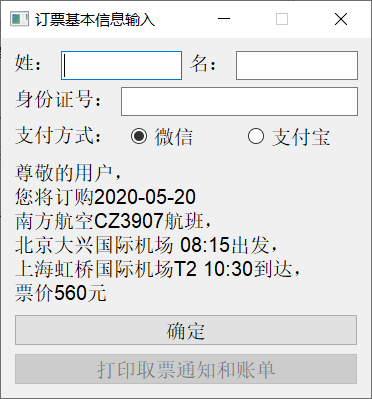 订票基本信息输入
姓： 名：
身份证号：
支付方式： 微信 支付宝
尊敬的用户，
您将订购2020-05-20
南方航空CZ3907航班，
北京大兴国际机场 08:15出发，
上海虹桥国际机场T2 10:30到达，
票价560元
确定
打印取票通知和账单